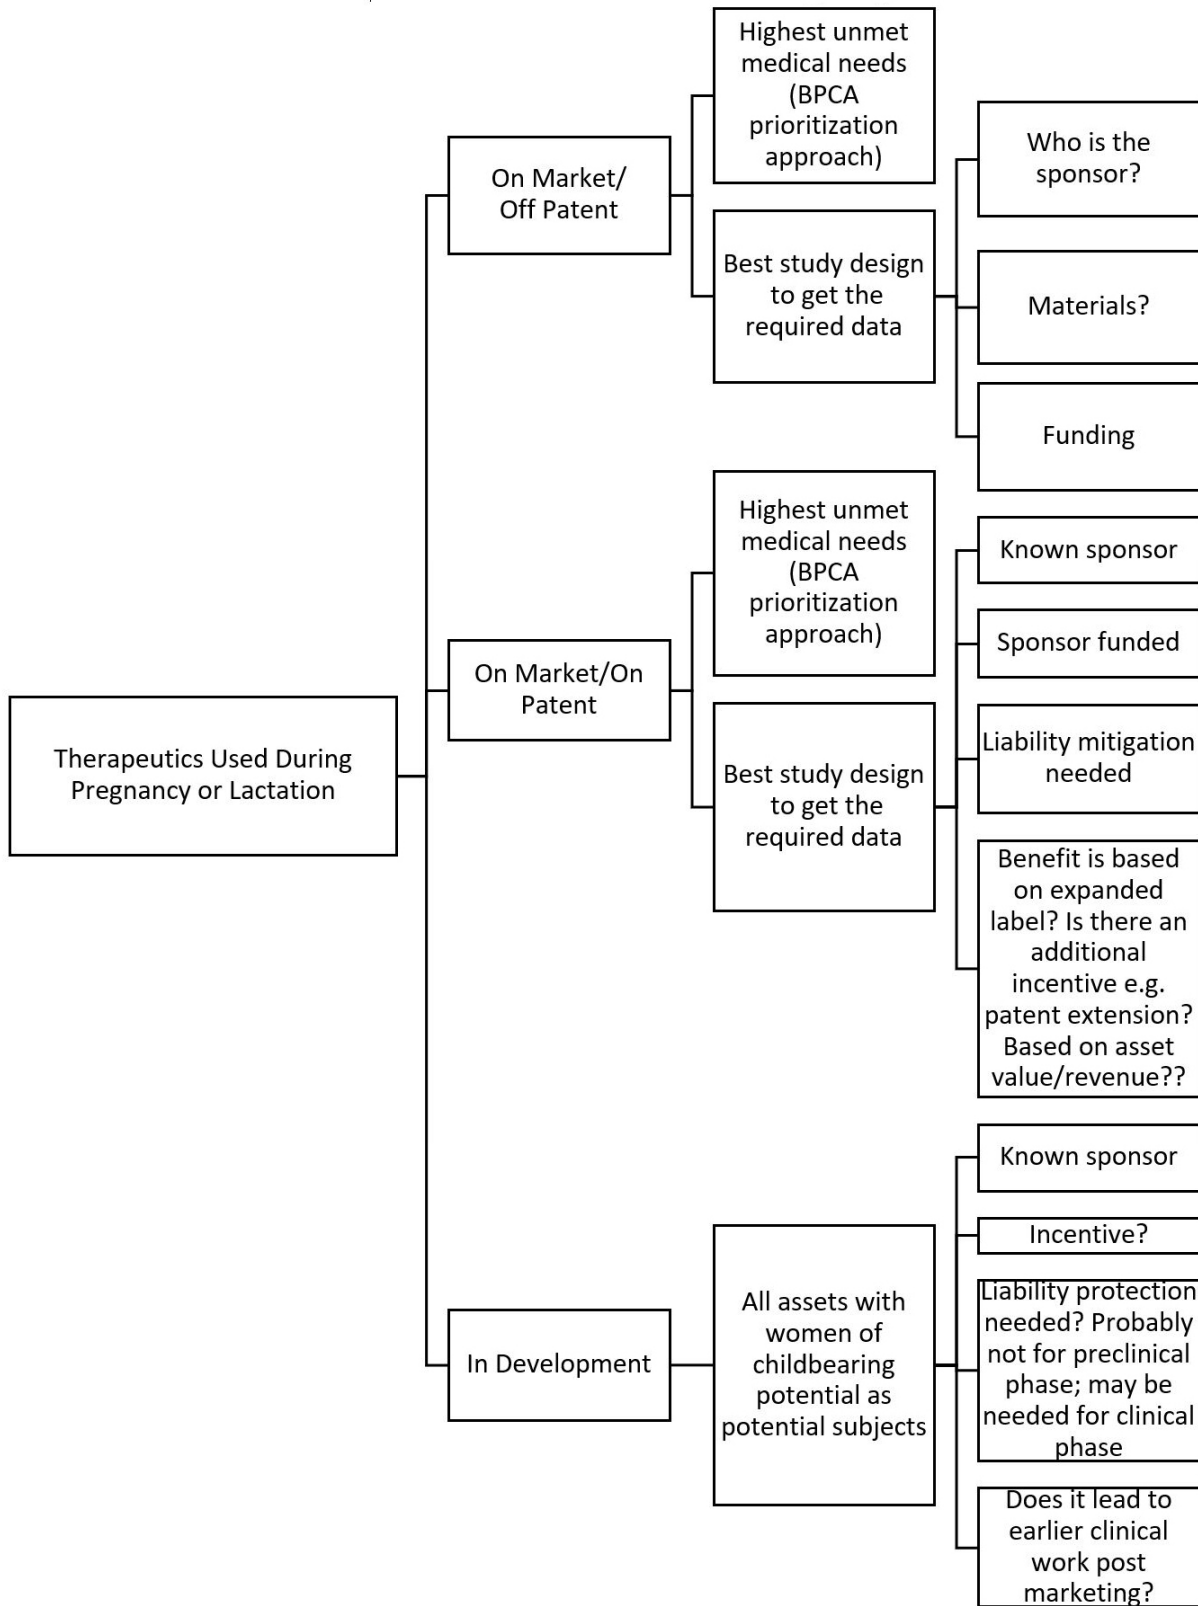 Therapeutics Used During
Pregnancy or Lactation
On Market/
Off Patent
Highest unmet
medical needs
(BPCA
prioritization
approach)
Best study design
to get the
required data
Who is the
sponsor?
Materials?
Funding
On Market/On
Patent
Highest unmet
medical needs
(BPCA
prioritization
approach)
Best study design
to get the
required data
Known sponsor
Sponsor funded
Liability mitigation
needed
Benefit is based
on expanded
label? Is there an
additional
incentive e.g.
patent extension?
Based on asset
value/revenue??
In Development
All assets with
women of
childbearing
potential as
potential subjects
Known sponsor
Incentive?
Liability protection
needed? Probably
not for preclinical
phase; may be
needed for clinical
phase
Does it lead to
earlier clinical
work post
marketing?